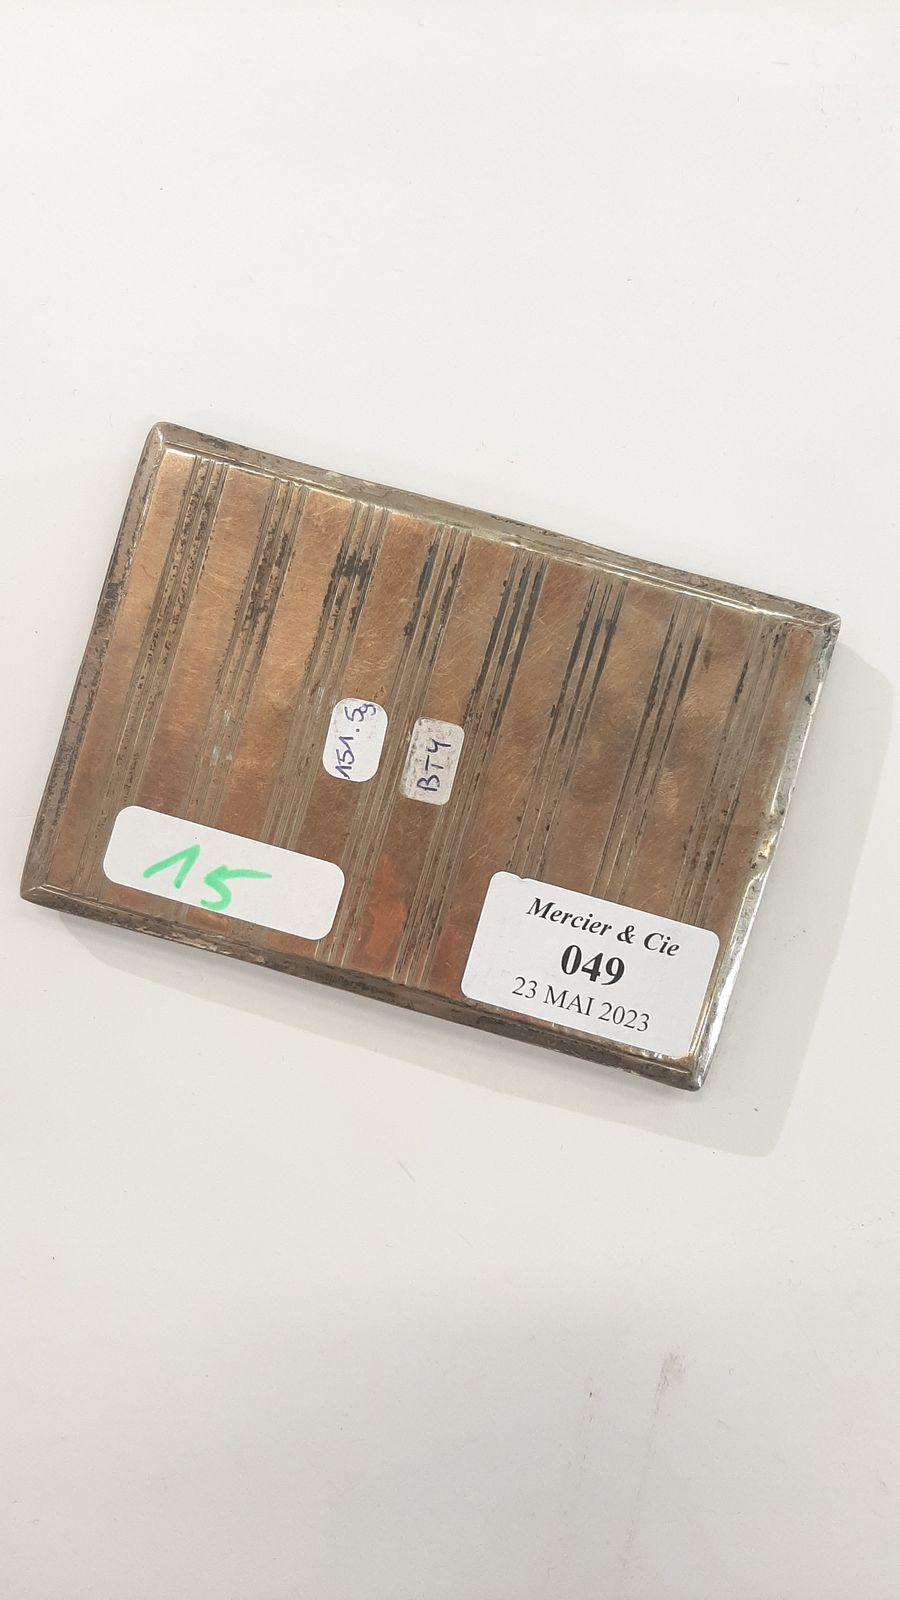 151.5g
BT4
15
Mercier & Cie
049
23 MAI 2023